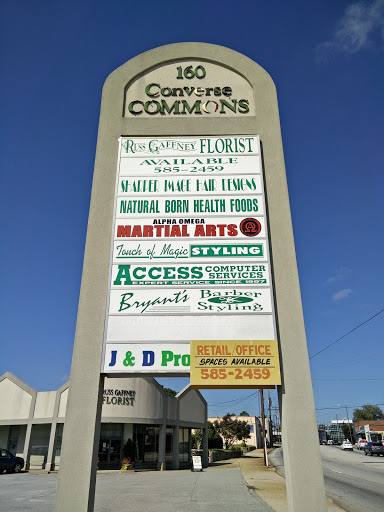 160
Converse
COMMONS
RUSS GAFFNEY FLORIST
AVAILABLE
585-2459
SHARPER IMAGE HAIR DESIGNS
NATURAL BORN HEALTH FOODS
ALPHA OMEGA
MARTIAL ARTS
Touch of Magic STYLING
ACCESS COMPUTER SERVICES
EXPERT SERVICE SINCE 1987
Bryant's Barber & Styling
J & D Pro
RETAIL/OFFICE
SPACES AVAILABLE
585-2459
RUSS GAFFNEY
FLORIST